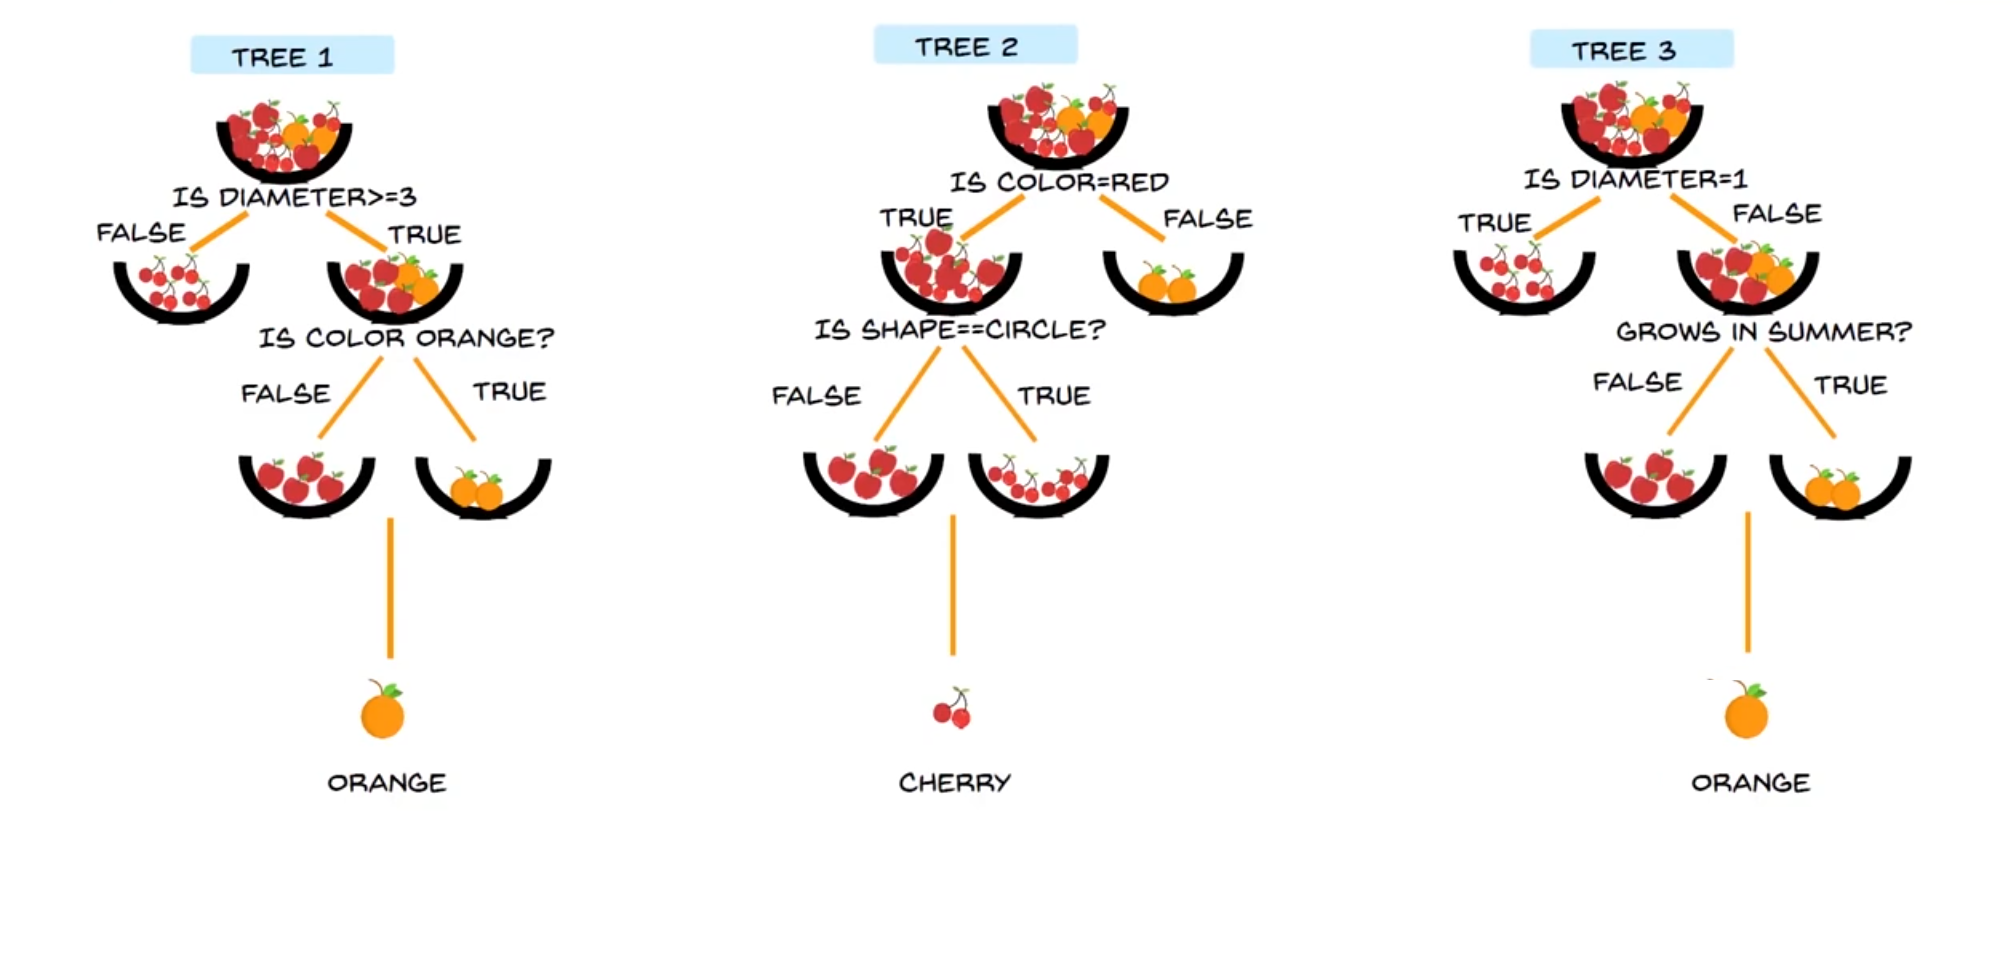 TREE 1
IS DIAMETER>=3
FALSE
TRUE
IS COLOR ORANGE?
FALSE
TRUE
ORANGE
TREE 2
IS COLOR=RED
TRUE
FALSE
IS SHAPE==CIRCLE?
FALSE
TRUE
CHERRY
TREE 3
IS DIAMETER=1
TRUE
FALSE
GROWS IN SUMMER?
FALSE
TRUE
ORANGE